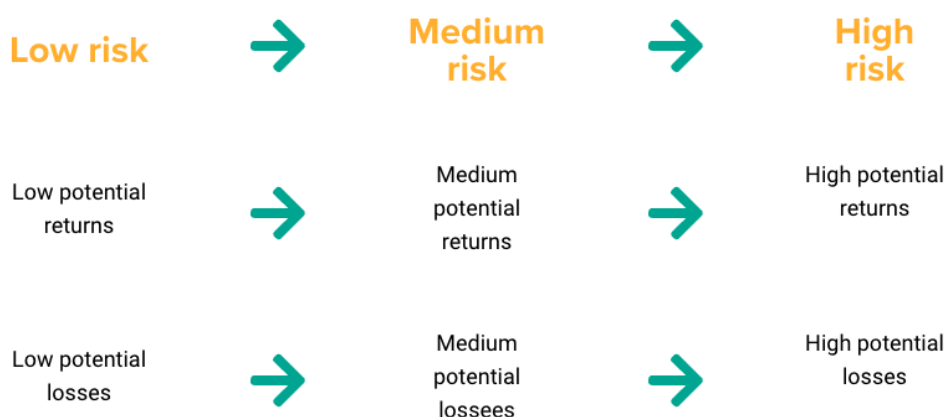 Low risk
Medium
risk
High
risk
Low potential
returns
Medium
potential
returns
High potential
returns
Low potential
losses
Medium
potential
lossees
High potential
losses